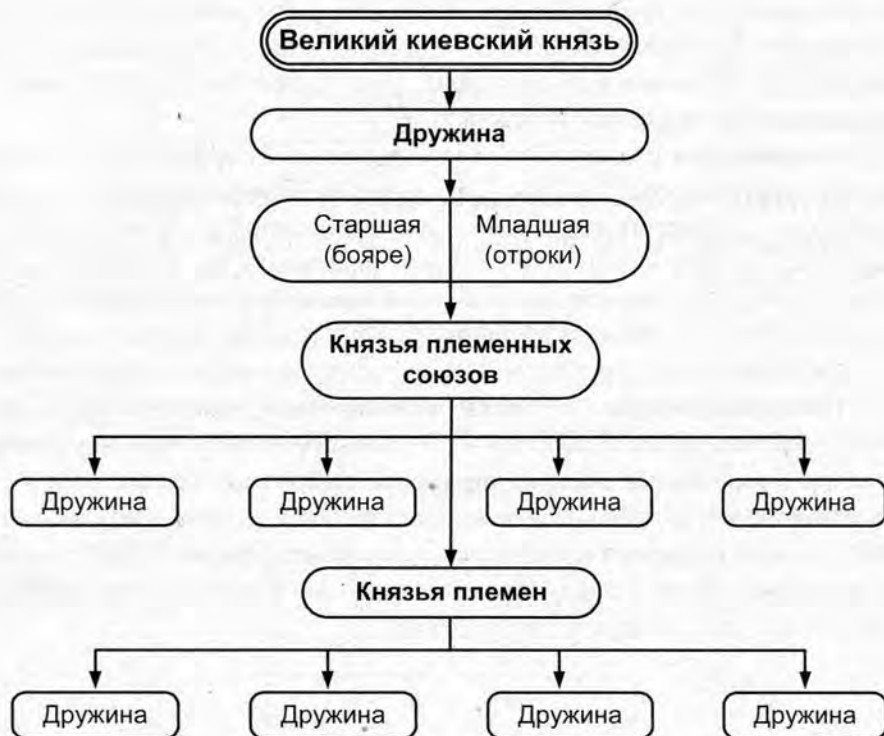 Великий киевский князь
Дружина
Старшая
(бояре)
Младшая
(отроки)
Князья племенных
союзов
Дружина
Дружина
Дружина
Дружина
Князья племен
Дружина
Дружина
Дружина
Дружина